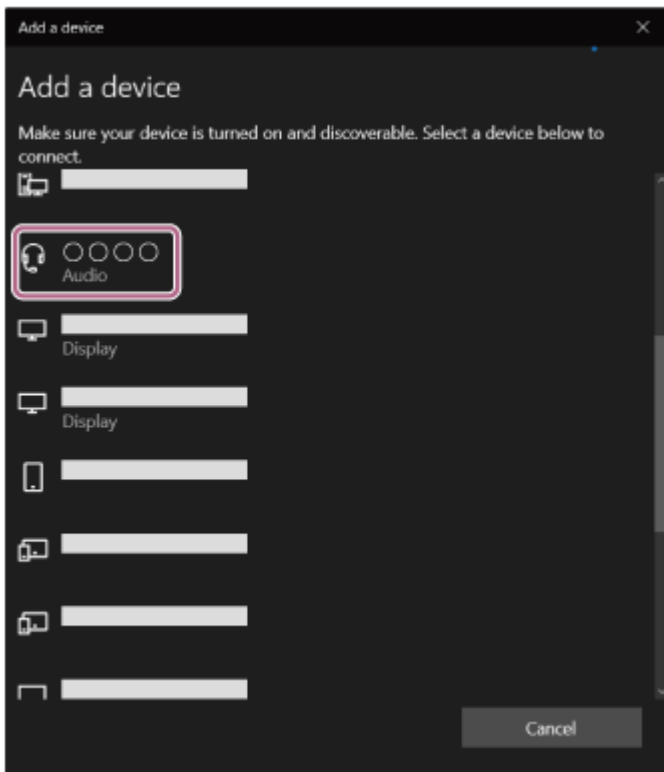 Add a device
Add a device
Make sure your device is turned on and discoverable. Select a device below to
connect.
○○○○
Audio
Display
Display
Cancel